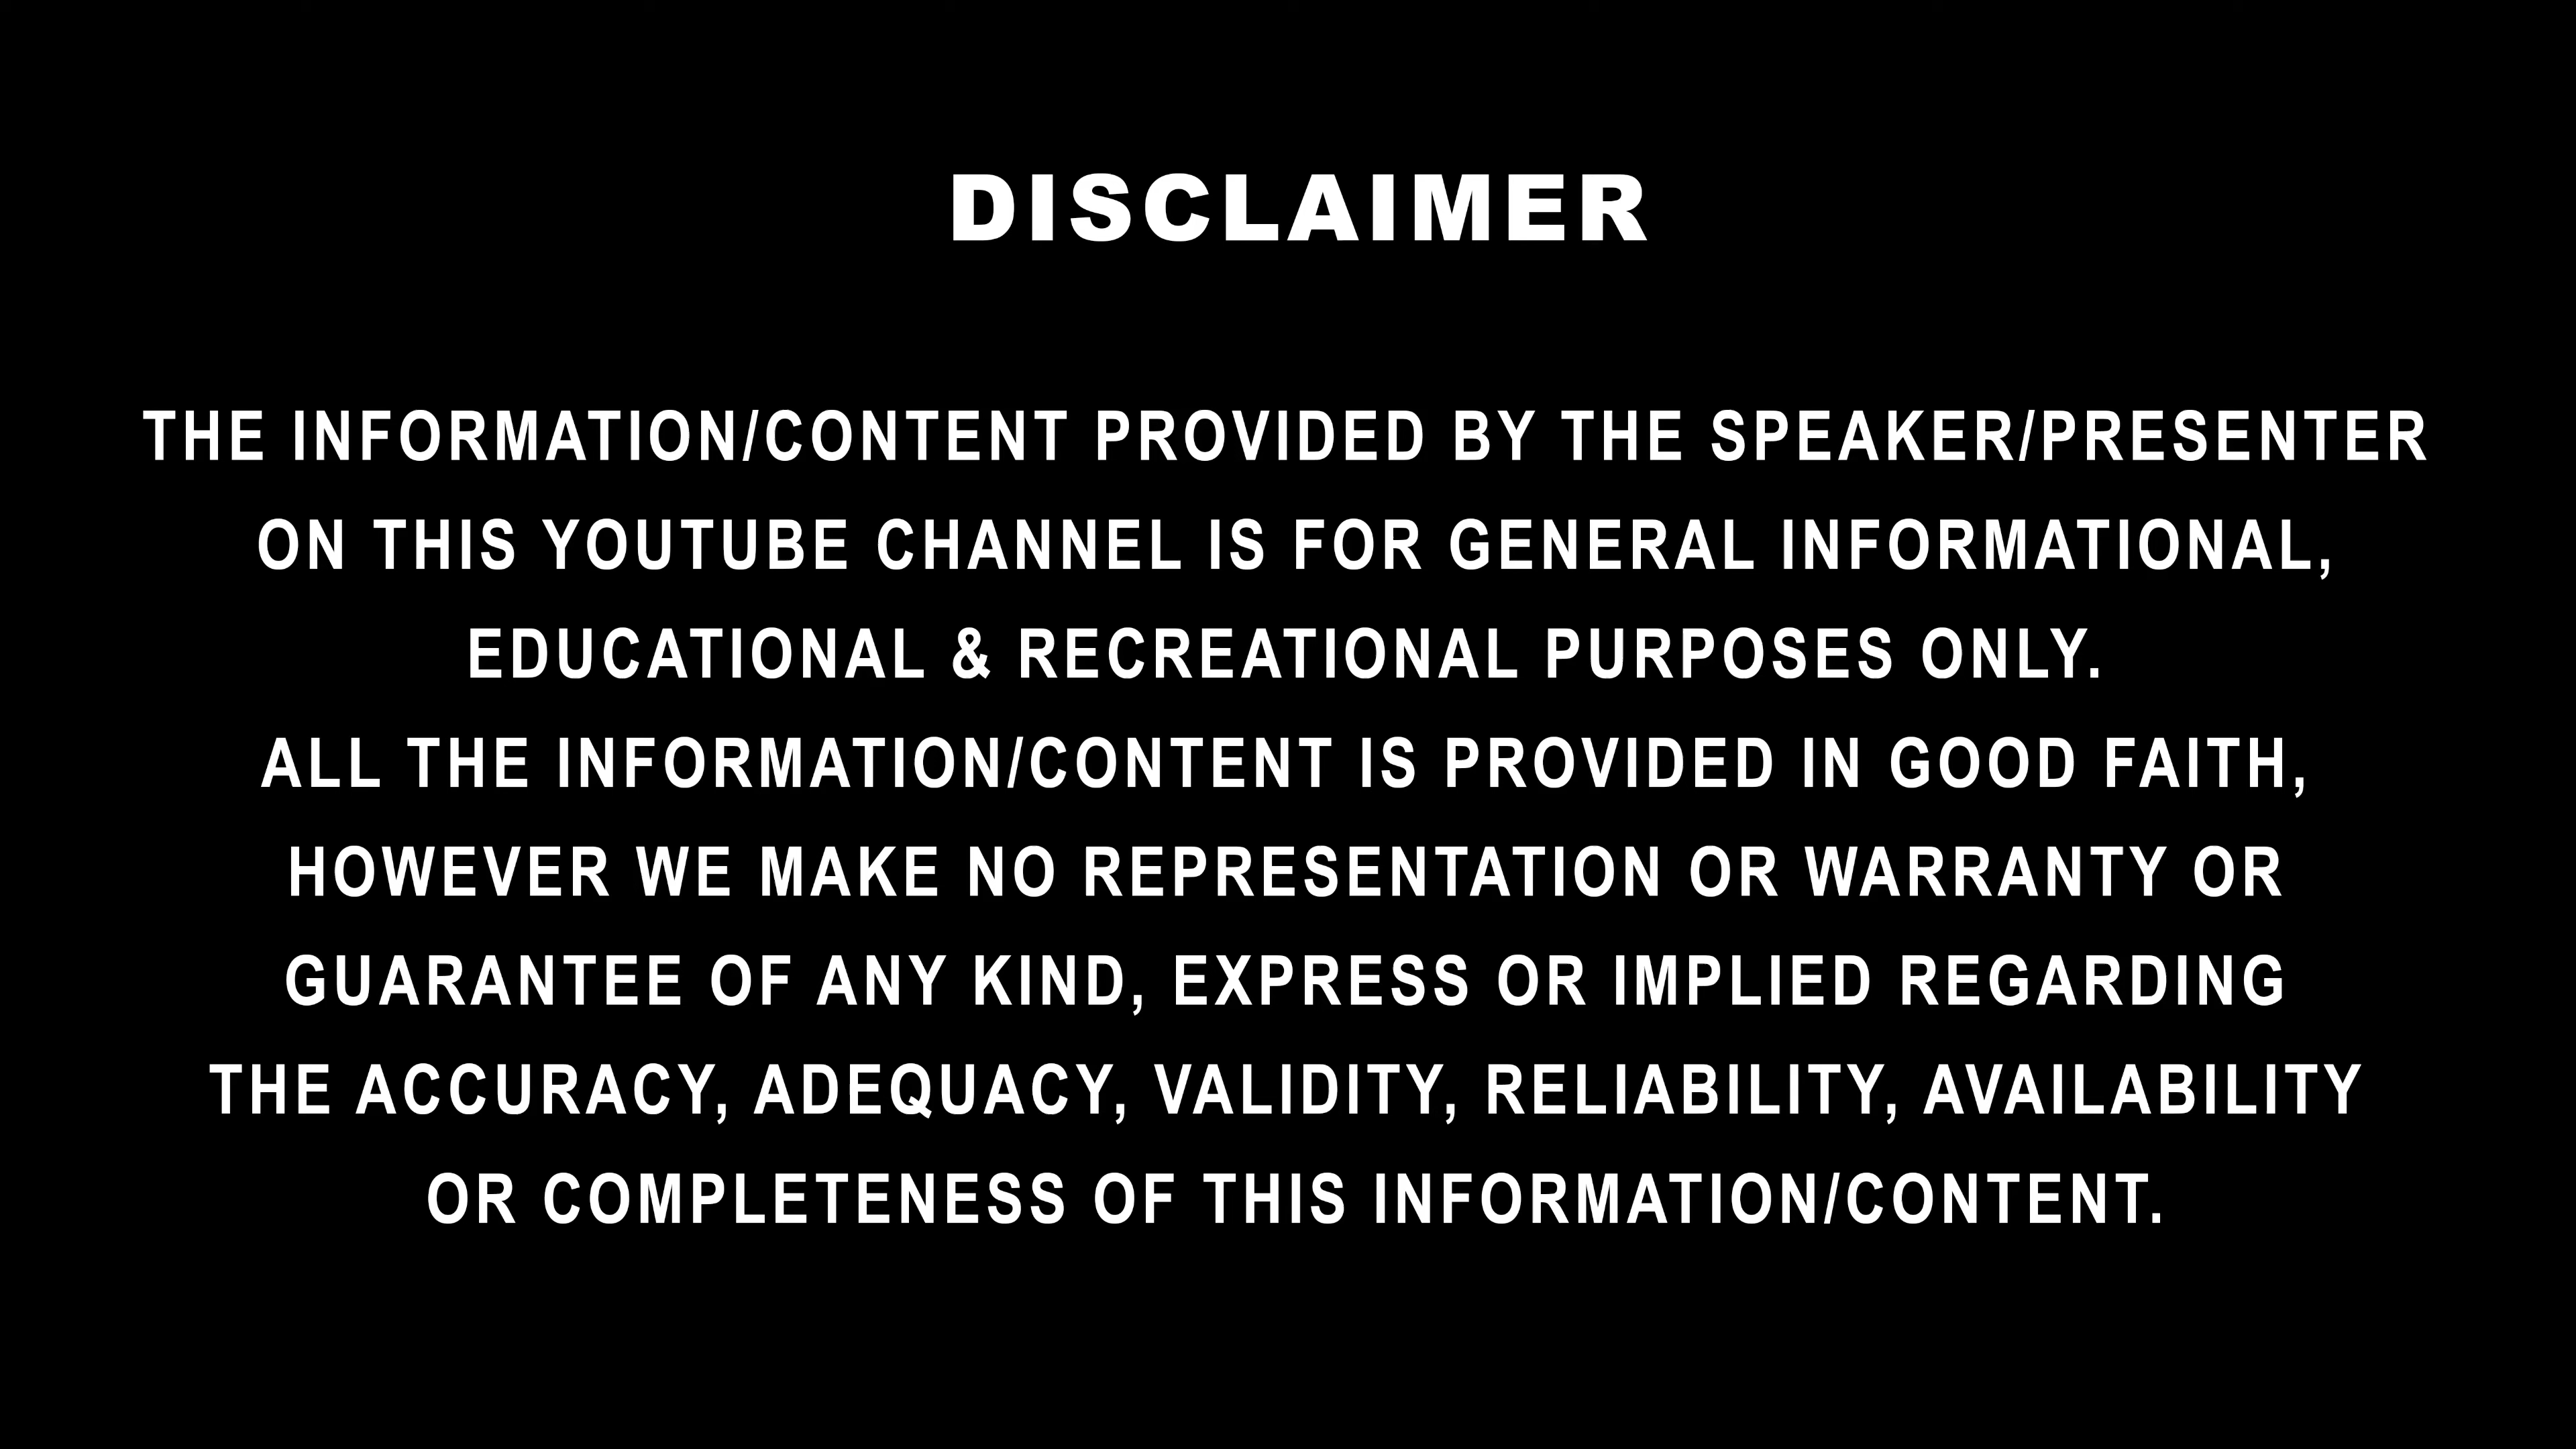 DISCLAIMER
THE INFORMATION/CONTENT PROVIDED BY THE SPEAKER/PRESENTER
ON THIS YOUTUBE CHANNEL IS FOR GENERAL INFORMATIONAL,
EDUCATIONAL & RECREATIONAL PURPOSES ONLY.
ALL THE INFORMATION/CONTENT IS PROVIDED IN GOOD FAITH,
HOWEVER WE MAKE NO REPRESENTATION OR WARRANTY OR
GUARANTEE OF ANY KIND, EXPRESS OR IMPLIED REGARDING
THE ACCURACY, ADEQUACY, VALIDITY, RELIABILITY, AVAILABILITY
OR COMPLETENESS OF THIS INFORMATION/CONTENT.